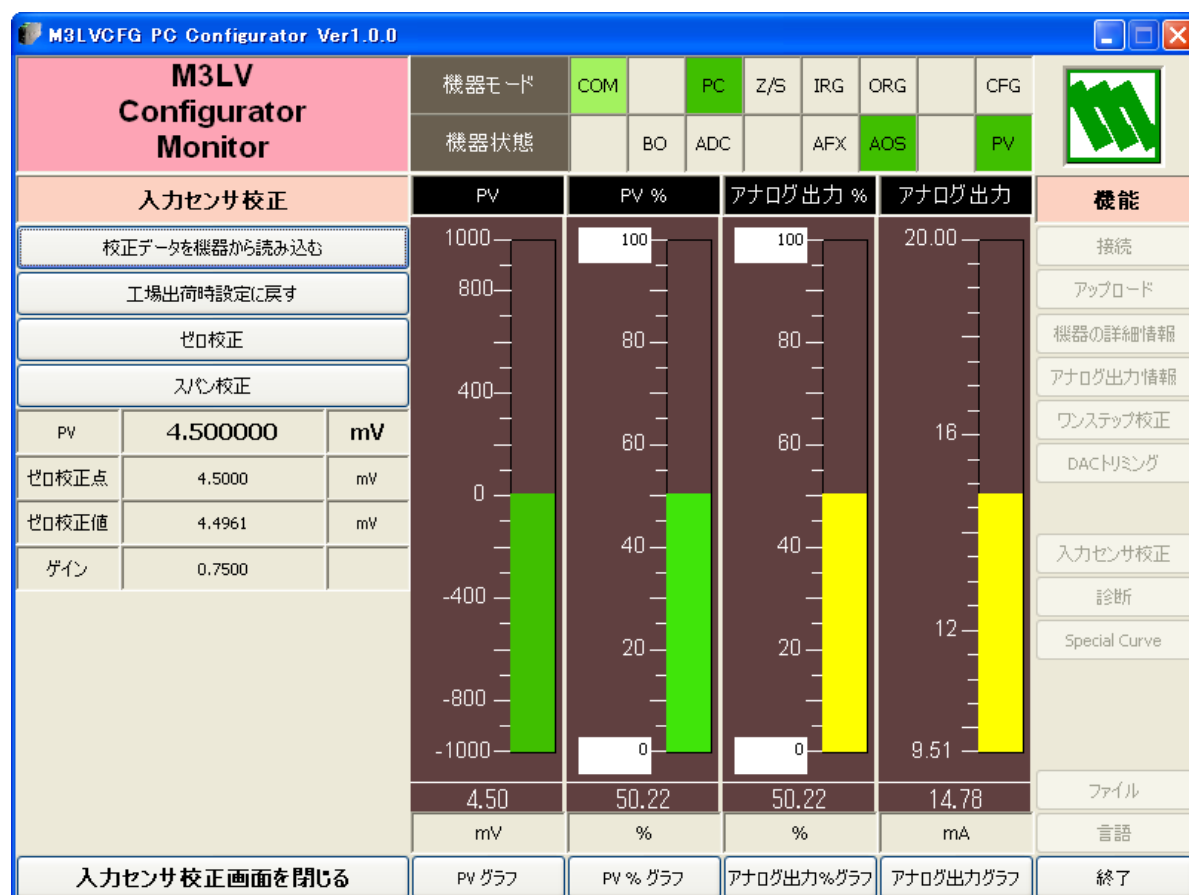 M3LVCFG PC Configurator Ver1.0.0
M3LV
Configurator
Monitor
機器モード
COM
PC
Z/S
IRG
ORG
CFG
機器状態
BO
ADC
AFX
AOS
PV
入力センサ校正
校正データを機器から読み込む
工場出荷時設定に戻す
ゼロ校正
スパン校正
PV 4.500000 mV
ゼロ校正点 4.5000 mV
ゼロ校正値 4.4961 mV
ゲイン 0.7500
入力センサ校正画面を閉じる
PV
1000
800
400
0
-400
-800
-1000
4.50
mV
PV グラフ
PV %
100
80
60
40
20
0
50.22
%
PV % グラフ
アナログ出力 %
100
80
60
40
20
0
50.22
%
アナログ出力%グラフ
アナログ出力
20.00
16
12
9.51
14.78
mA
アナログ出力グラフ
機能
接続
アップロード
機器の詳細情報
アナログ出力情報
ワンステップ校正
DACトリミング
入力センサ校正
診断
Special Curve
ファイル
言語
終了